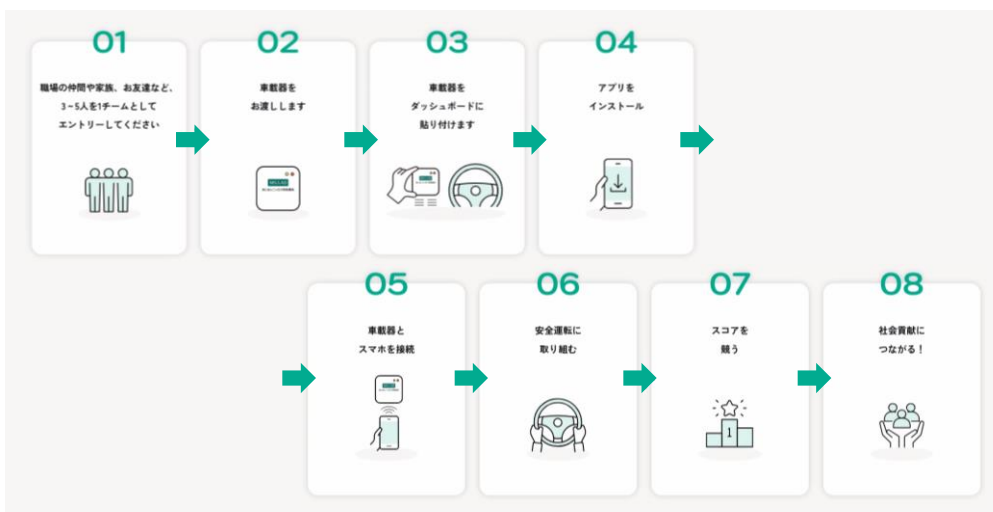 01
職場の仲間や家族、お友達など、
3~5人を1チームとして
エントリーしてください
02
車載器を
お渡しします
03
車載器を
ダッシュボードに
貼り付けます
04
アプリを
インストール
05
車載器と
スマホを接続
06
安全運転に
取り組む
07
スコアを
競う
1
08
社会貢献に
つながる！